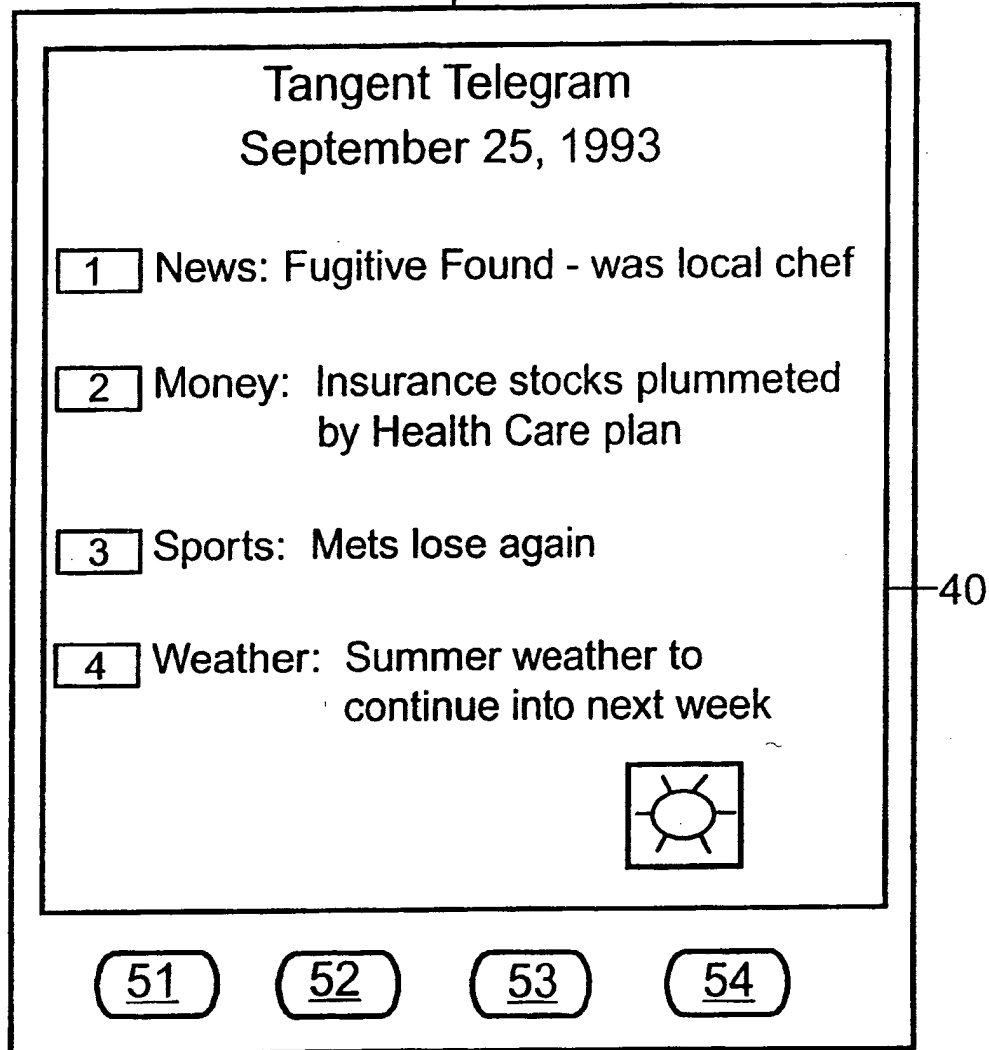 Tangent Telegram
September 25, 1993
1 News: Fugitive Found - was local chef
2 Money: Insurance stocks plummeted
by Health Care plan
3 Sports: Mets lose again
40
4 Weather: Summer weather to
continue into next week
51 52 53 54